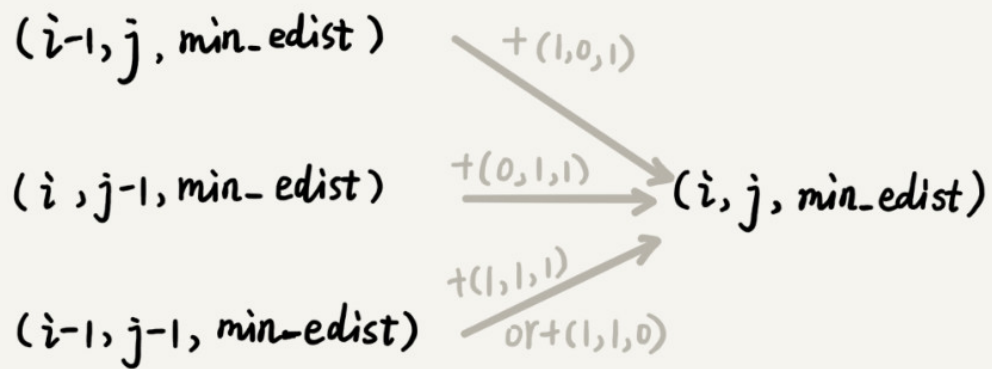 (i-1, j, min_edist)
+(1,0,1)
(i, j-1, min_edist)
+(0,1,1)
(i, j, min_edist)
+(1,1,1)
(i-1, j-1, min_edist)
or+(1,1,0)